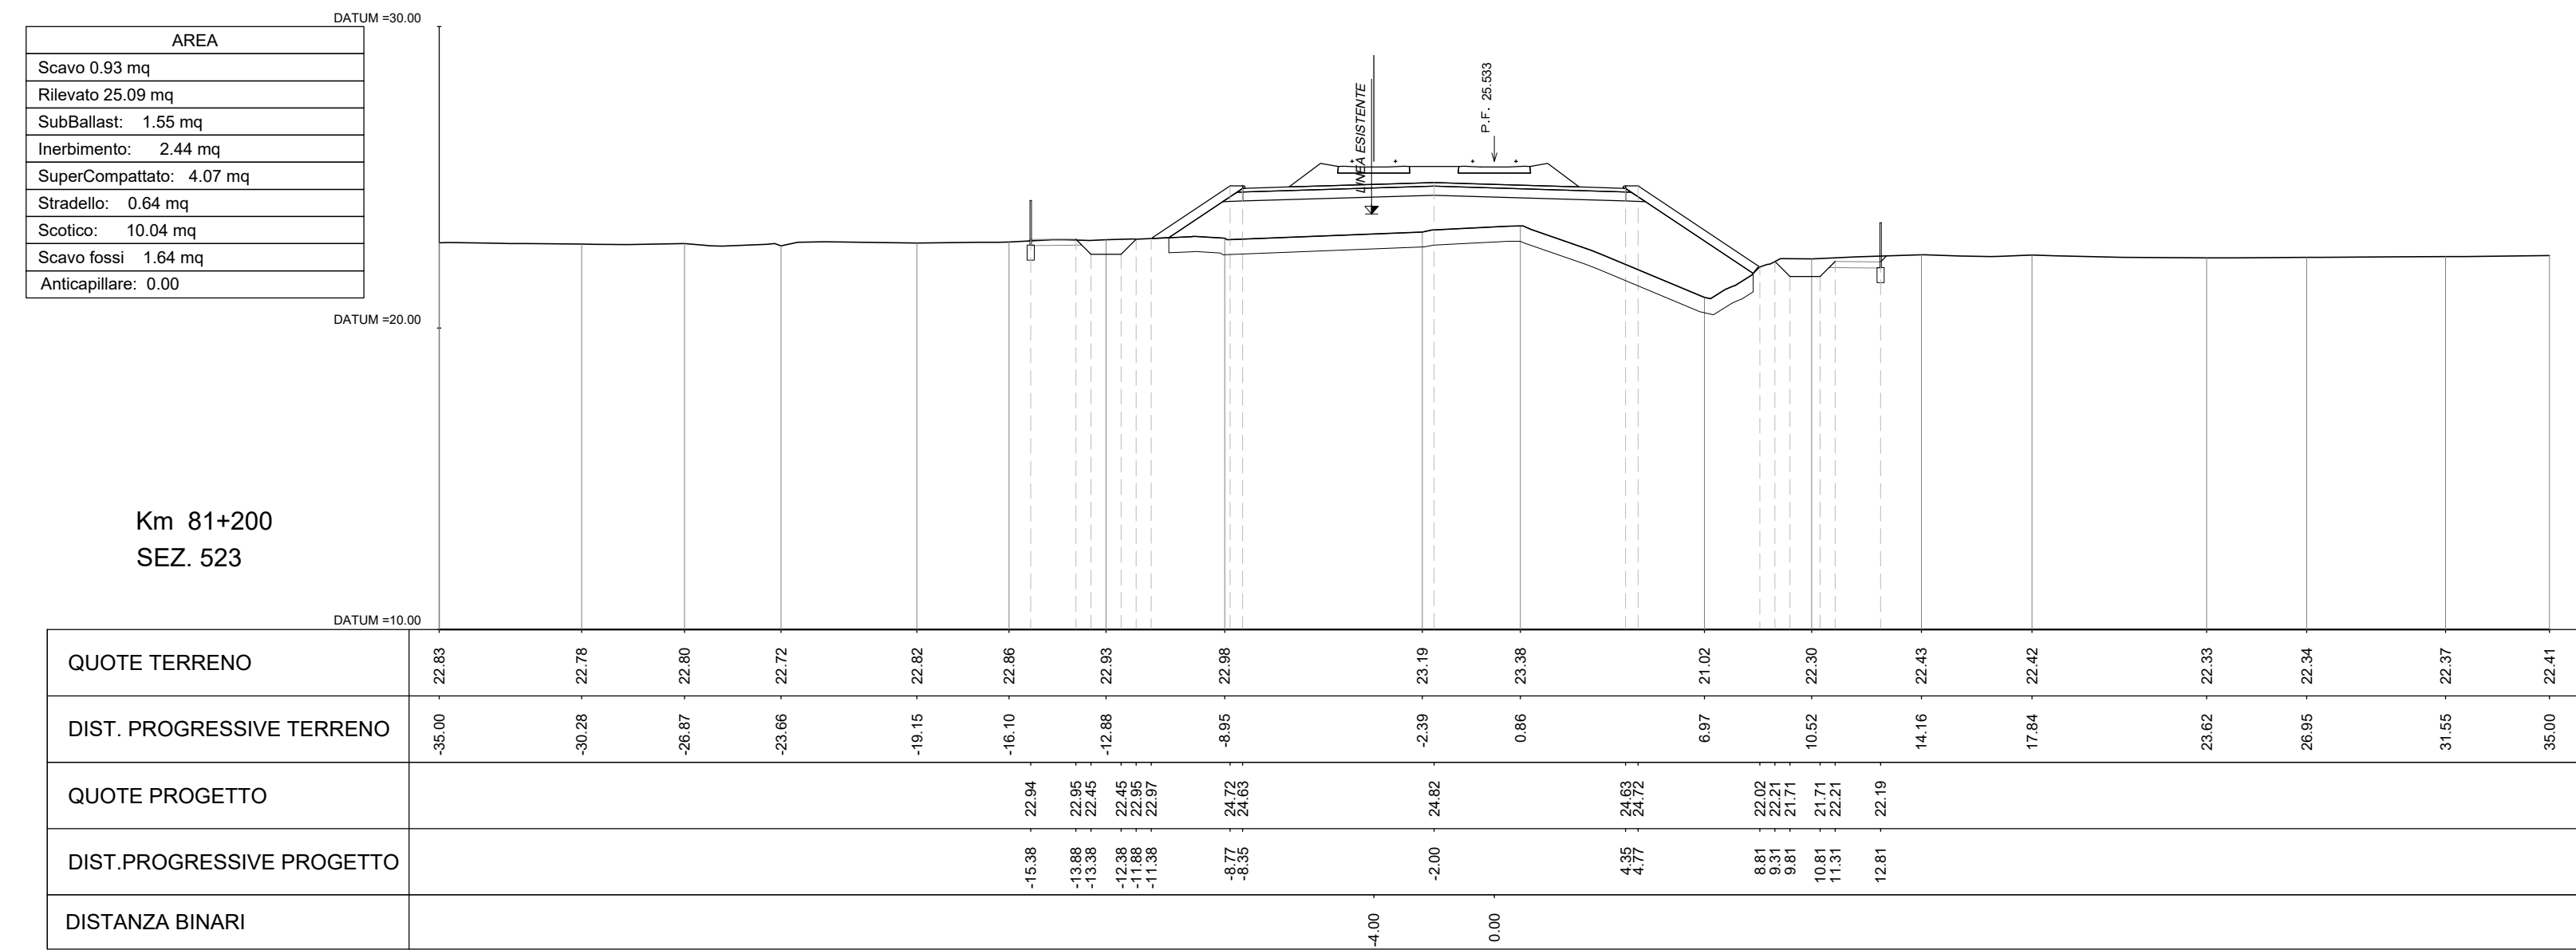 DATUM =30.00
AREA
Scavo 0.93 mq
Rilevato 25.09 mq
SubBallast: 1.55 mq
Inerbimento: 2.44 mq
SuperCompattato: 4.07 mq
Stradello: 0.64 mq
Scotico: 10.04 mq
Scavo fossi 1.64 mq
Anticapillare: 0.00
LINEA ESISTENTE
P.F. 25.533
DATUM =20.00
Km 81+200
SEZ. 523
DATUM =10.00
QUOTE TERRENO 22.83 22.78 22.80 22.72 22.82 22.86 22.93 22.98 23.19 23.38 21.02 22.30 22.43 22.42 22.33 22.34 22.37 22.41
DIST. PROGRESSIVE TERRENO -35.00 -30.28 -26.87 -23.66 -19.15 -16.10 -12.88 -8.95 -2.39 0.86 6.97 10.52 14.16 17.84 23.62 26.95 31.55 35.00
QUOTE PROGETTO 22.94 22.95 22.45 22.45 22.95 22.97 24.72 24.63 24.82 24.63 24.72 22.02 22.21 21.71 21.71 22.21 22.19
DIST.PROGRESSIVE PROGETTO -15.38 -13.88 -13.38 -12.38 -11.88 -11.38 -8.77 -8.35 -2.00 4.35 4.77 8.81 9.31 9.81 10.81 11.31 12.81
DISTANZA BINARI -4.00 0.00